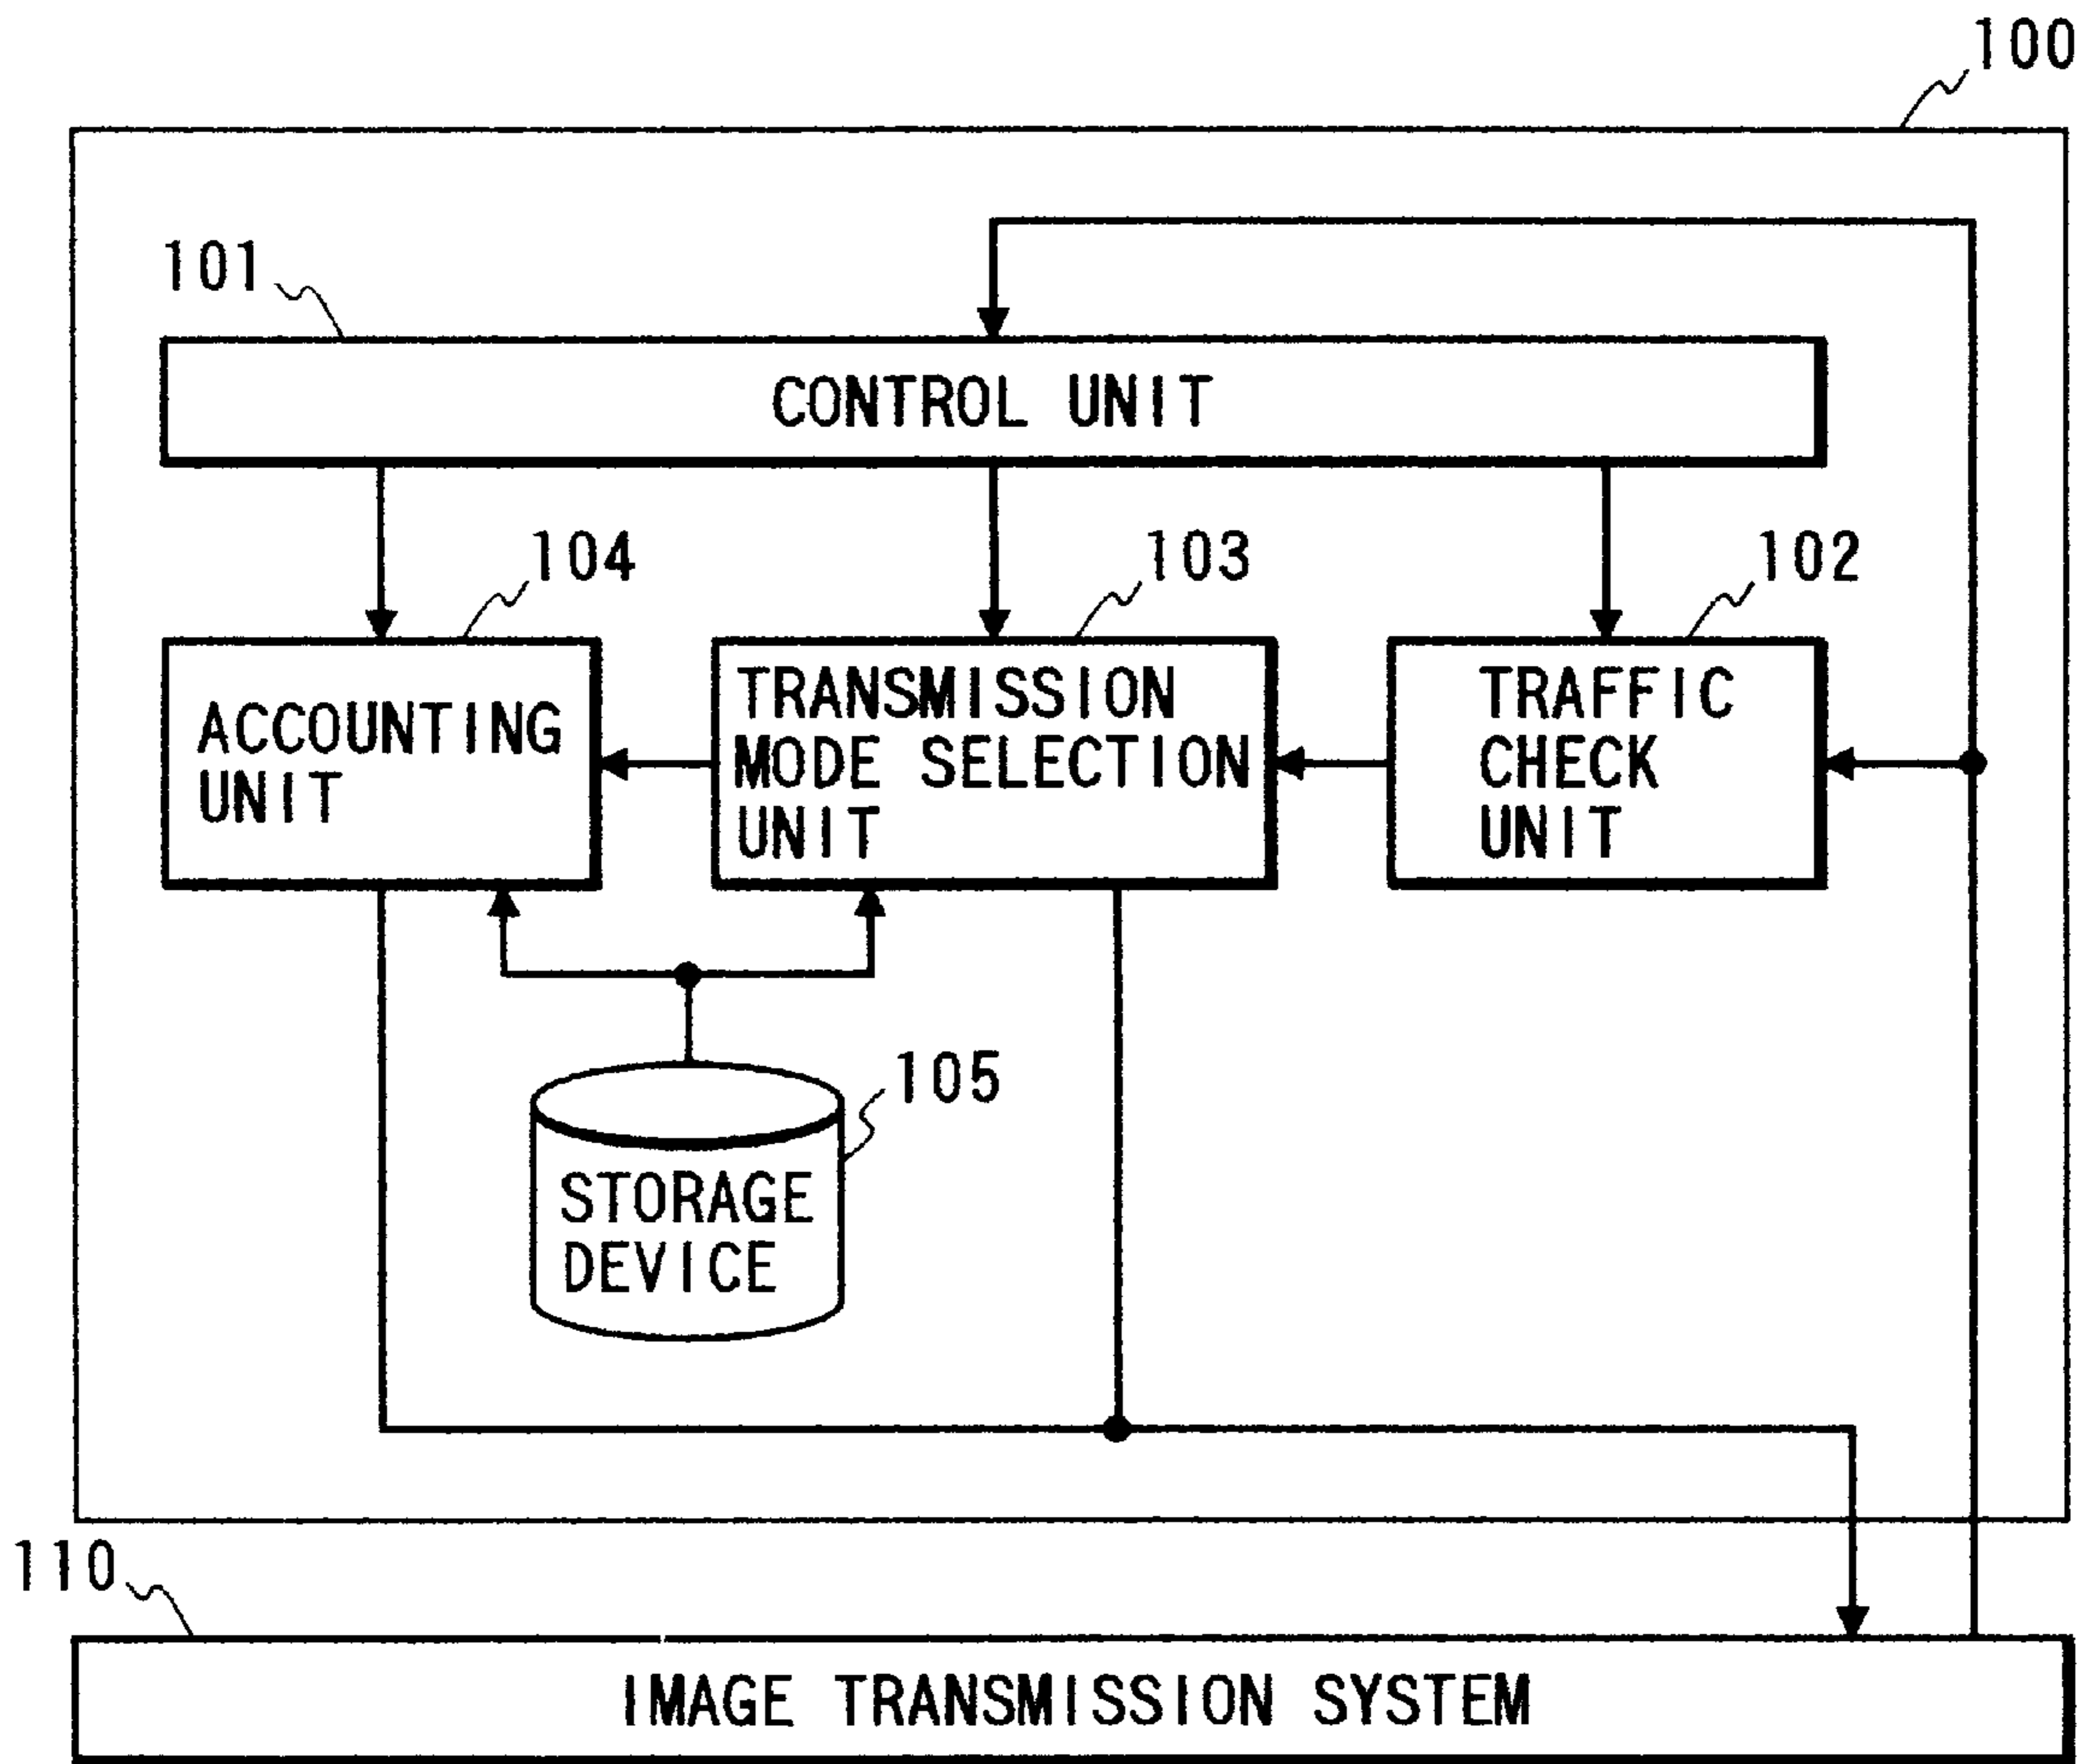 100
101
CONTROL UNIT
104
103
102
ACCOUNTING
UNIT
TRANSMISSION
MODE SELECTION
UNIT
TRAFFIC
CHECK
UNIT
105
STORAGE
DEVICE
110
IMAGE TRANSMISSION SYSTEM